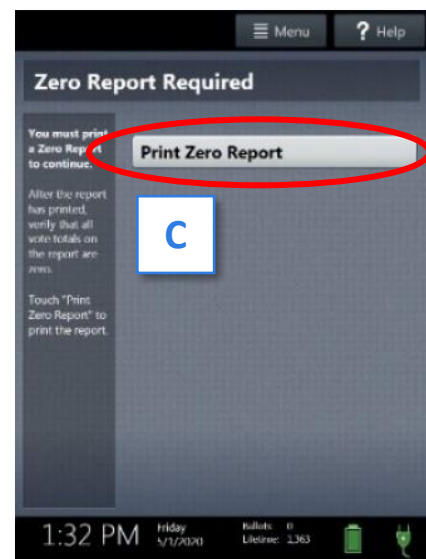 Menu
? Help
Zero Report Required
You must print
a Zero Report
to continue.
Print Zero Report
After the report
has printed,
verify that all
vote totals on
the report are
zero.
C
Touch "Print
Zero Report" to
print the report.
1:32 PM
Friday
5/1/2020
Ballots: 0
Lifetime: 1,363